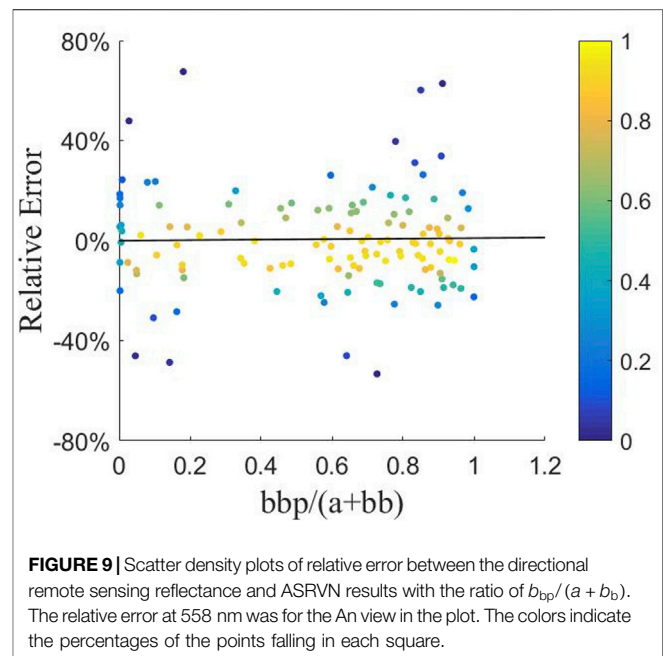 80%
40%
0%
-40%
-80%
Relative Error
0 0.2 0.4 0.6 0.8 1 1.2
bbp/(a+bb)
1
0.8
0.6
0.4
0.2
0
FIGURE 9 | Scatter density plots of relative error between the directional
remote sensing reflectance and ASRVN results with the ratio of bbp/(a + bb).
The relative error at 558 nm was for the An view in the plot. The colors indicate
the percentages of the points falling in each square.